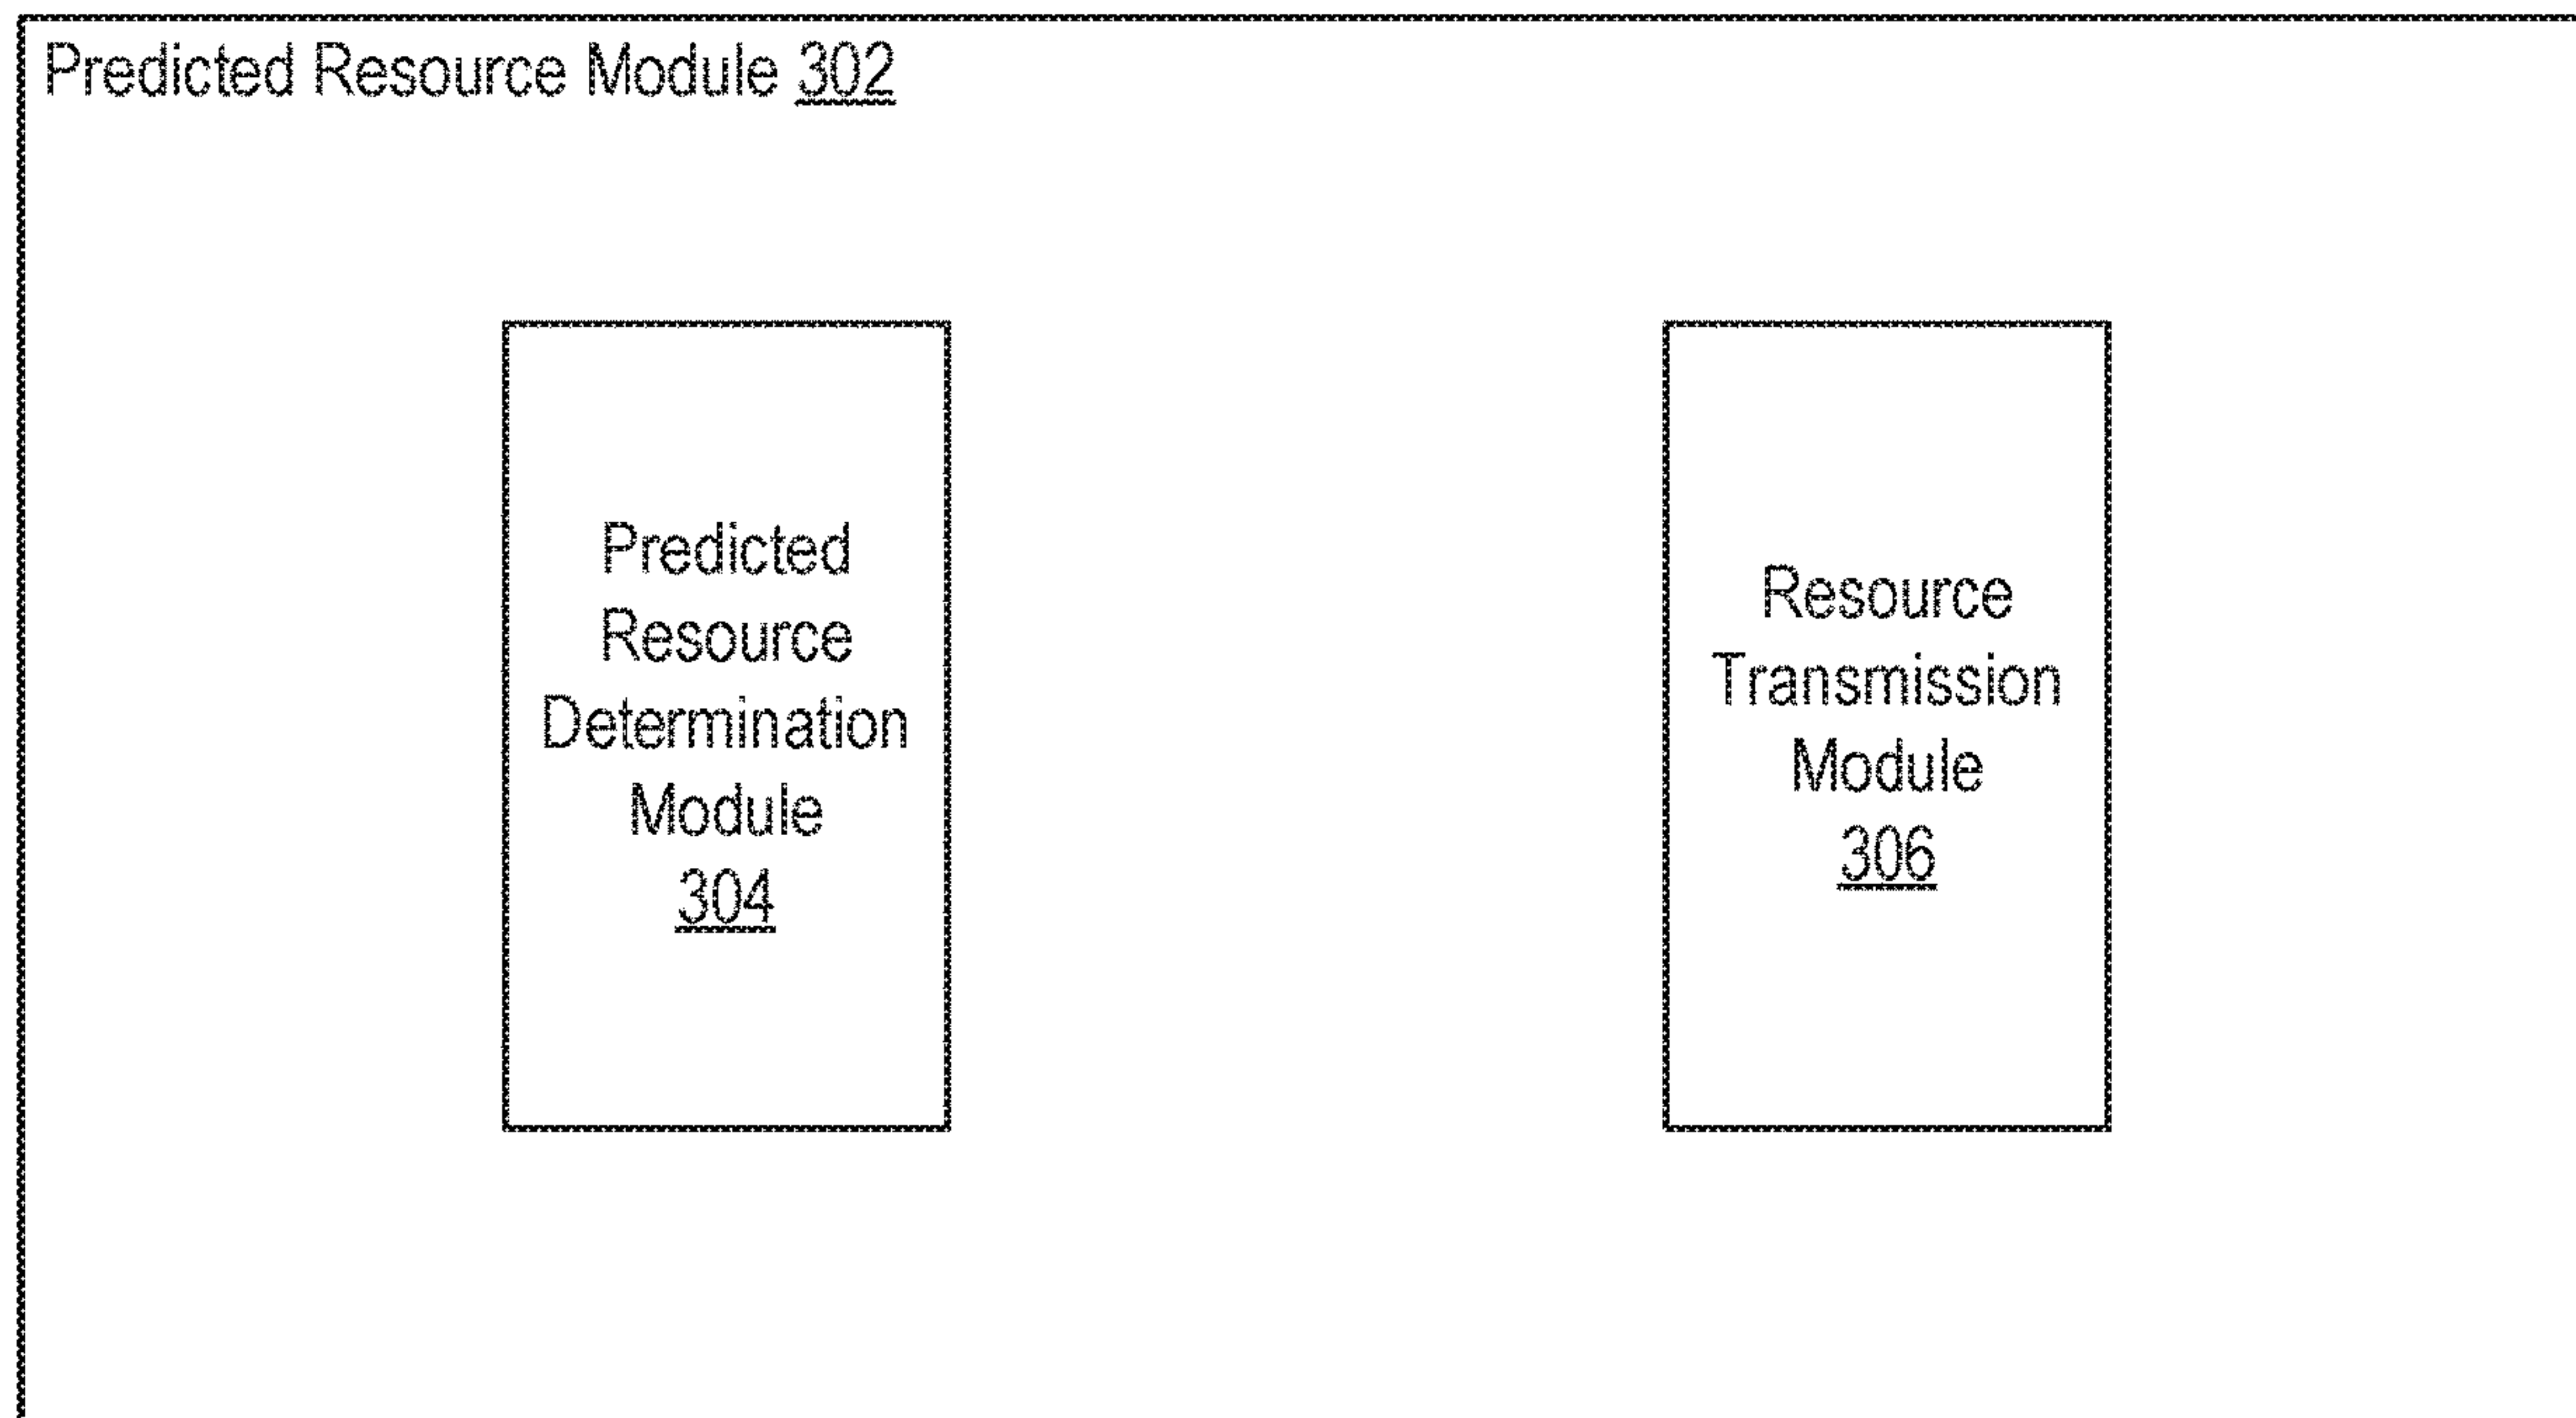 Predicted Resource Module 302
Predicted
Resource
Determination
Module
304
Resource
Transmission
Module
306